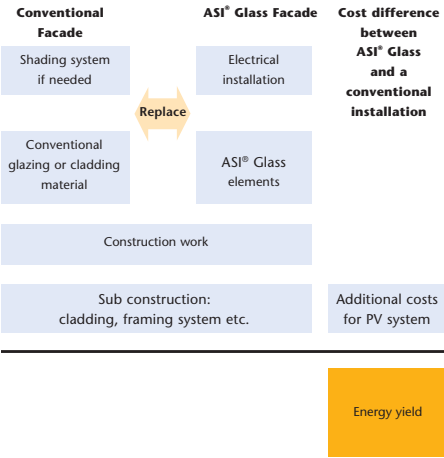 Conventional
Facade
ASI® Glass Facade
Cost difference
between
ASI® Glass
and a
conventional
installation
Shading system
if needed
Electrical
installation
Replace
Conventional
glazing or cladding
material
ASI® Glass
elements
Construction work
Sub construction:
cladding, framing system etc.
Additional costs
for PV system
Energy yield